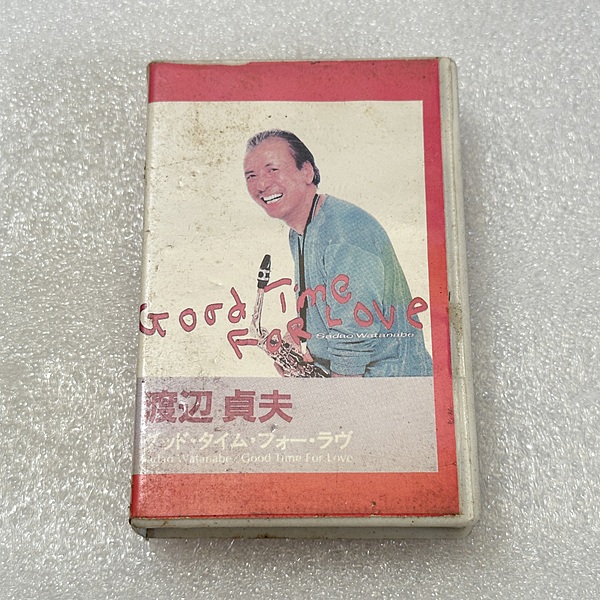 GOOD TIME
FOR LOVE
Sadao Watanabe
渡辺 貞夫
ッド・タイム・フォー・ラヴ
adao Watanabe : Good Time For Love